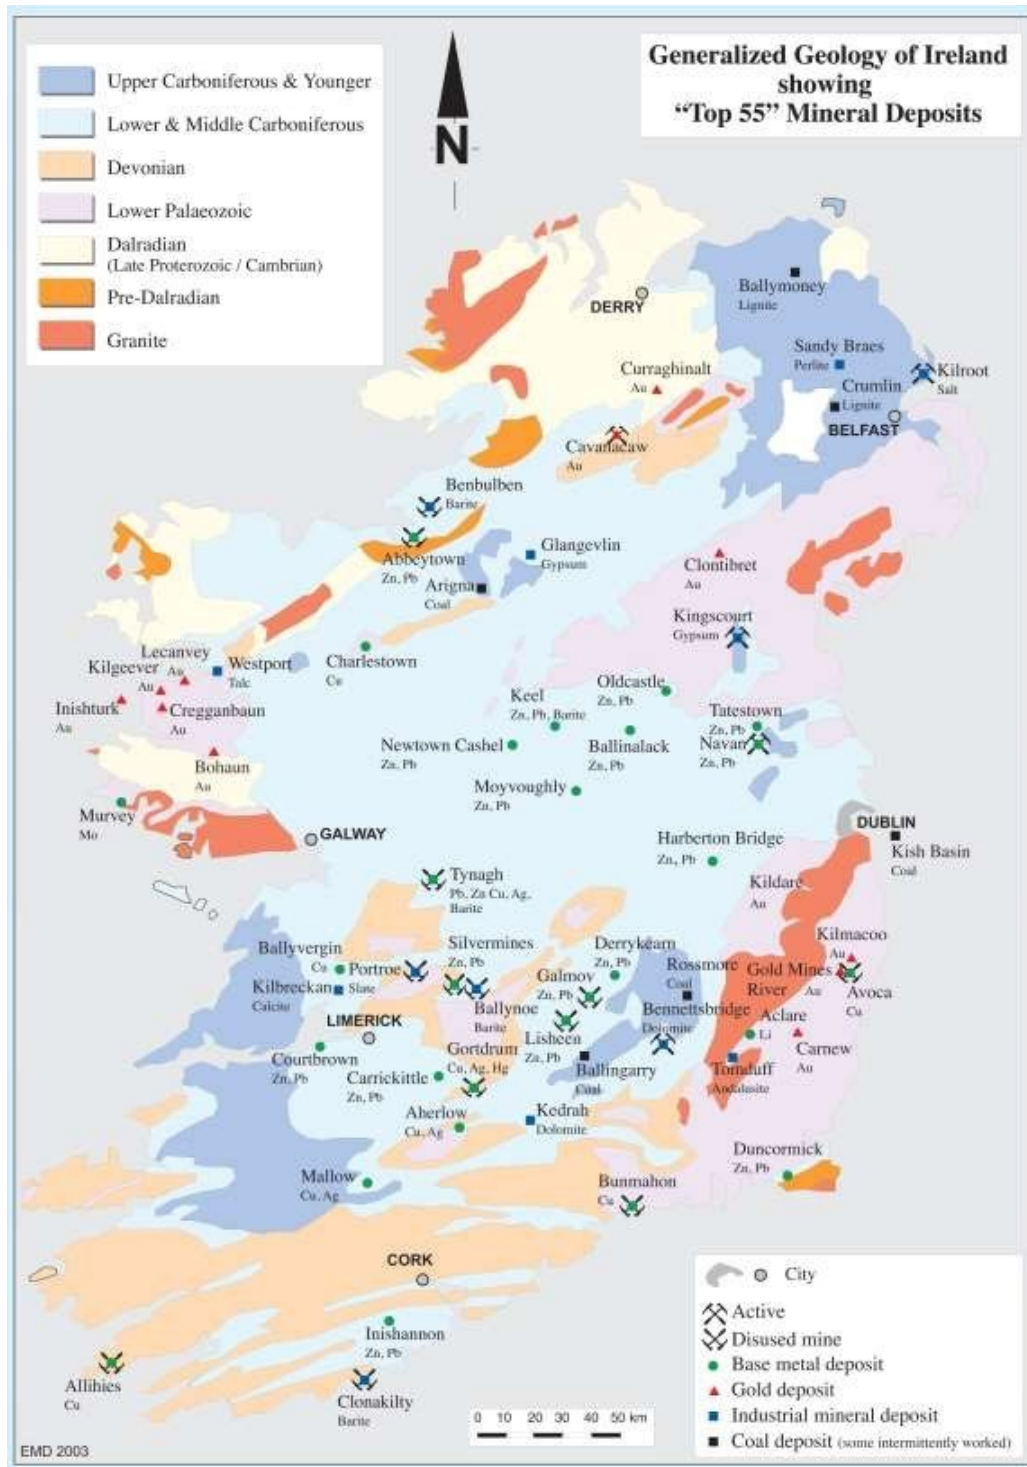 Generalized Geology of Ireland
showing
“Top 55” Mineral Deposits
Upper Carboniferous & Younger
Lower & Middle Carboniferous
Devonian
Lower Palaeozoic
Dalradian
(Late Proterozoic / Cambrian)
Pre-Dalradian
Granite
N
DERRY
Ballymoney
Lignite
Sandy Braes
Perlite
Kilroot
Salt
Curraghinalt
Au
Crumlin
Lignite
BELFAST
Cavanacaw
Au
Benbulben
Barite
Abbeytown
Zn, Pb
Glangevlin
Gypsum
Arigna
Coal
Clontibret
Au
Kingscourt
Gypsum
Lecanvey
Au
Kilgeever
Au
Westport
Talc
Charlestown
Cu
Inishturk
Au
Cregganbaun
Au
Oldcastle
Zn, Pb
Keel
Zn, Pb, Barite
Tatestown
Zn, Pb
Newtown Cashel
Zn, Pb
Ballinalack
Zn, Pb
Navan
Zn, Pb
Bohaun
Au
Moyvoughly
Zn, Pb
Murvey
Mo
GALWAY
DUBLIN
Harberton Bridge
Zn, Pb
Kish Basin
Coal
Tynagh
Pb, Zn Cu, Ag,
Barite
Kildare
Au
Kilmacoo
Au
Ballyvergin
Cu
Portroe
Slate
Silvermines
Zn, Pb
Derrykearn
Zn, Pb
Rossmore
Coal
Gold Mines
River
Au
Avoca
Cu
Kilbreckan
Calcite
Galmoy
Zn, Pb
Ballynoe
Barite
Bennettsbridge
Dolomite
Aclare
Li
LIMERICK
Lisheen
Zn, Pb
Gortdrum
Cu, Ag, Hg
Carnew
Au
Courtbrown
Zn, Pb
Carrickittle
Zn, Pb
Ballingarry
Coal
Tomduff
Andalusite
Aherlow
Cu, Ag
Kedrah
Dolomite
Duncormick
Zn, Pb
Mallow
Cu, Ag
Bunmahon
Cu
CORK
Inishannon
Zn, Pb
Allihies
Cu
Clonakilty
Barite
City
Active
Disused mine
Base metal deposit
Gold deposit
Industrial mineral deposit
Coal deposit (some intermittently worked)
0 10 20 30 40 50 km
EMD 2003